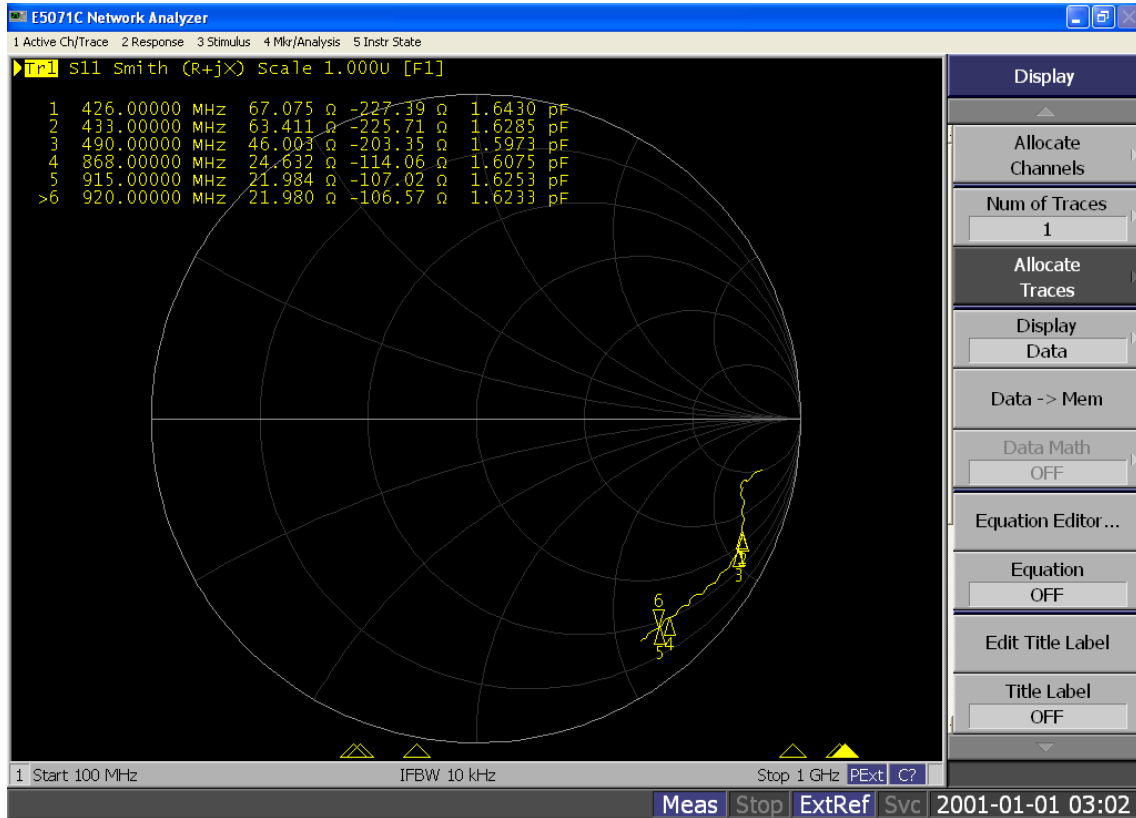 E5071C Network Analyzer
1 Active Ch/Trace 2 Response 3 Stimulus 4 Mkr/Analysis 5 Instr State
Tr1 S11 Smith (R+jX) Scale 1.000U [F1]
1 426.00000 MHz 67.075 Ω -227.39 Ω 1.6430 pF
2 433.00000 MHz 63.411 Ω -225.71 Ω 1.6285 pF
3 490.00000 MHz 46.003 Ω -203.35 Ω 1.5973 pF
4 868.00000 MHz 24.632 Ω -114.06 Ω 1.6075 pF
5 915.00000 MHz 21.984 Ω -107.02 Ω 1.6253 pF
>6 920.00000 MHz 21.980 Ω -106.57 Ω 1.6233 pF
2
3
6
5
4
1 Start 100 MHz IFBW 10 kHz Stop 1 GHz PExt C?
Display
Allocate
Channels
Num of Traces
1
Allocate
Traces
Display
Data
Data -> Mem
Data Math
OFF
Equation Editor...
Equation
OFF
Edit Title Label
Title Label
OFF
Meas Stop ExtRef Svc 2001-01-01 03:02